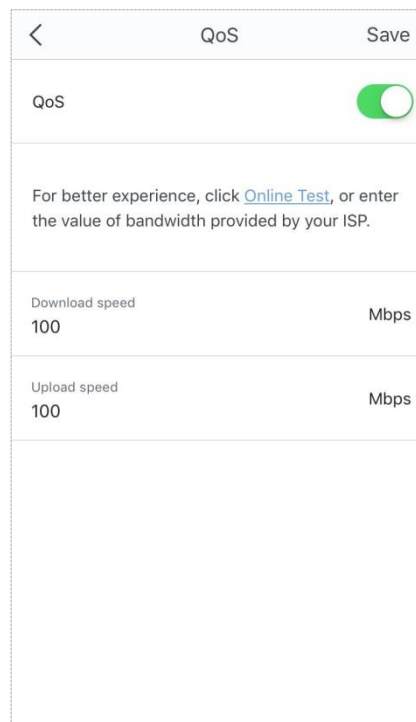 QoS Save
QoS
For better experience, click Online Test, or enter
the value of bandwidth provided by your ISP.
Download speed
100 Mbps
Upload speed
100 Mbps